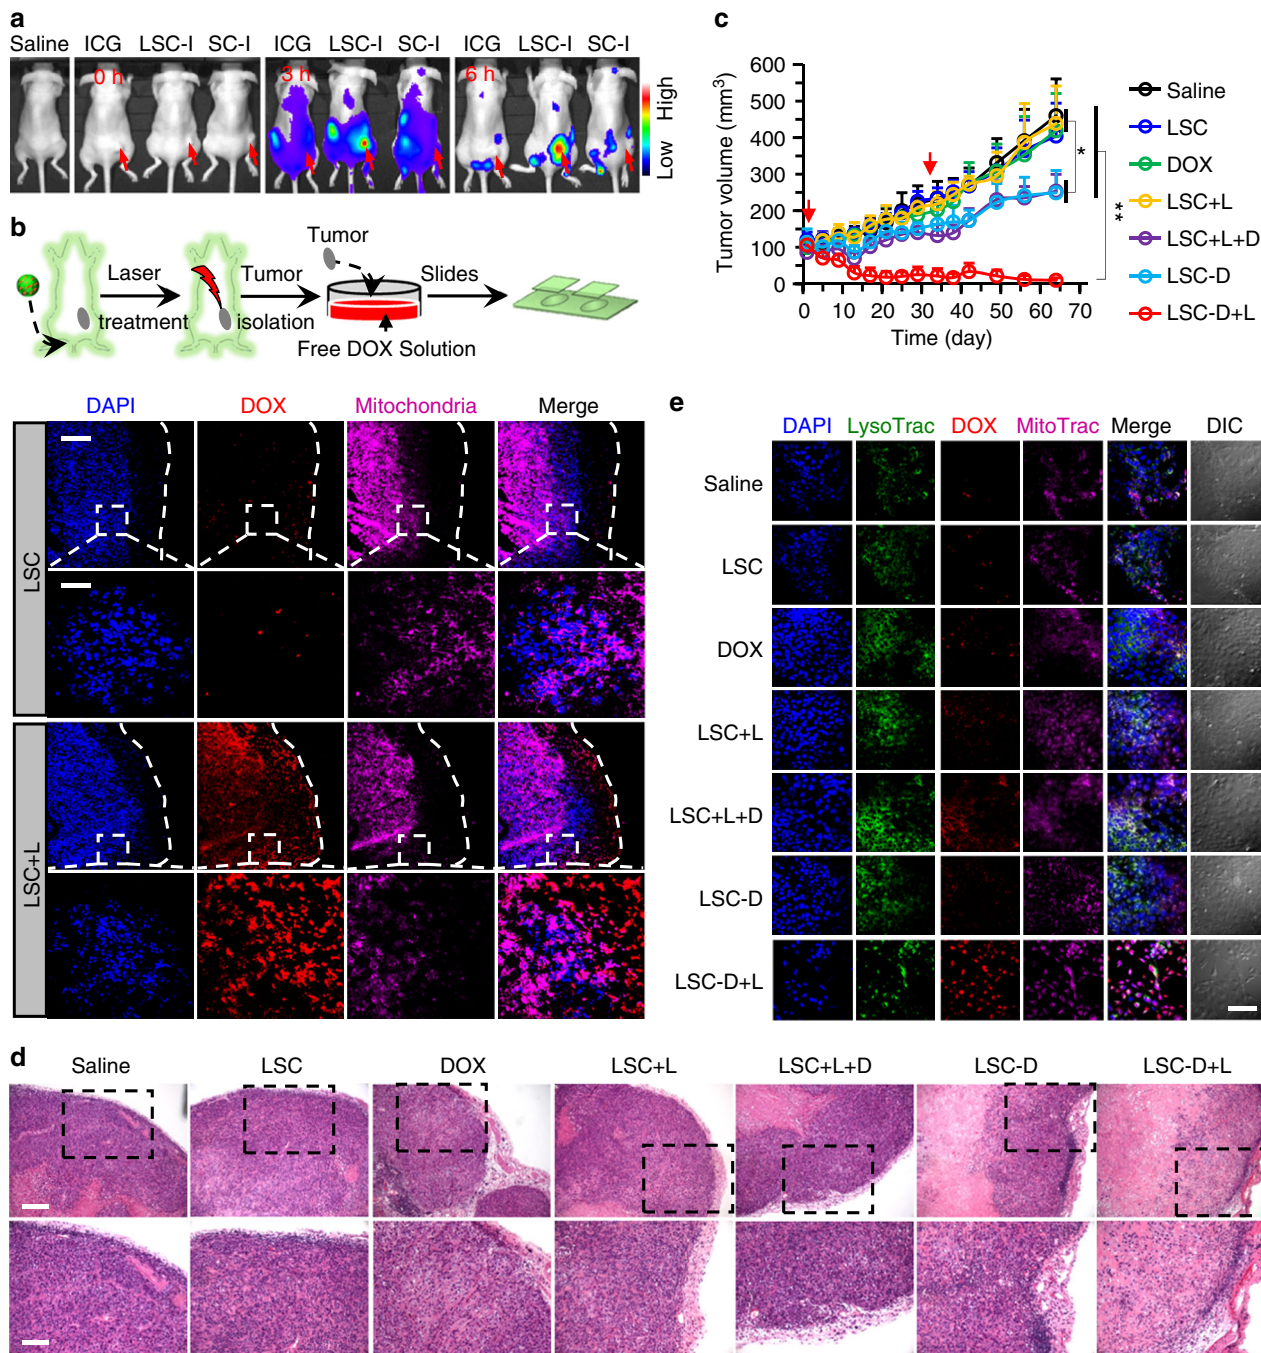 a
Saline ICG LSC-I SC-I ICG LSC-I SC-I ICG LSC-I SC-I
0 h 3 h 6 h
High
Low
b
Laser
treatment
Tumor
isolation
Tumor
Slides
Free DOX Solution
DAPI DOX Mitochondria Merge
LSC
LSC+L
c
Tumor volume (mm³)
600
500
400
300
200
100
0
0 10 20 30 40 50 60 70
Time (day)
*
**
Saline
LSC
DOX
LSC+L
LSC+L+D
LSC-D
LSC-D+L
e
DAPI LysoTrac DOX MitoTrac Merge DIC
Saline
LSC
DOX
LSC+L
LSC+L+D
LSC-D
LSC-D+L
d
Saline LSC DOX LSC+L LSC+L+D LSC-D LSC-D+L